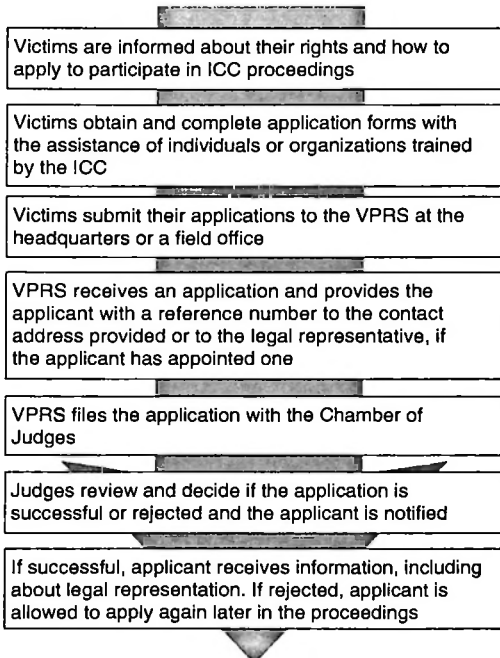 Victims are informed about their rights and how to
apply to participate in ICC proceedings
Victims obtain and complete application forms with
the assistance of individuals or organizations trained
by the ICC
Victims submit their applications to the VPRS at the
headquarters or a field office
VPRS receives an application and provides the
applicant with a reference number to the contact
address provided or to the legal representative, if
the applicant has appointed one
VPRS files the application with the Chamber of
Judges
Judges review and decide if the application is
successful or rejected and the applicant is notified
If successful, applicant receives information, including
about legal representation. If rejected, applicant is
allowed to apply again later in the proceedings